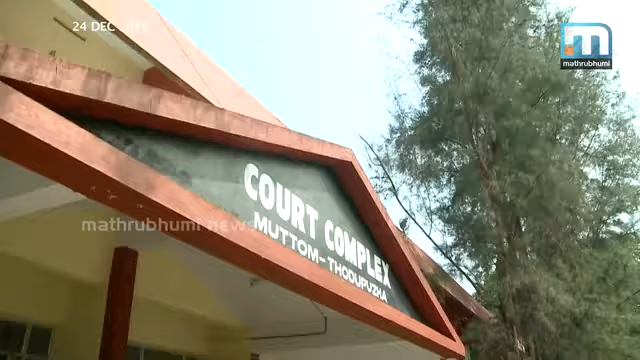 24 DEC
mathrubhumi
COURT COMPLEX
mathrubhumi news
MUTTOM-THODUPUZHA